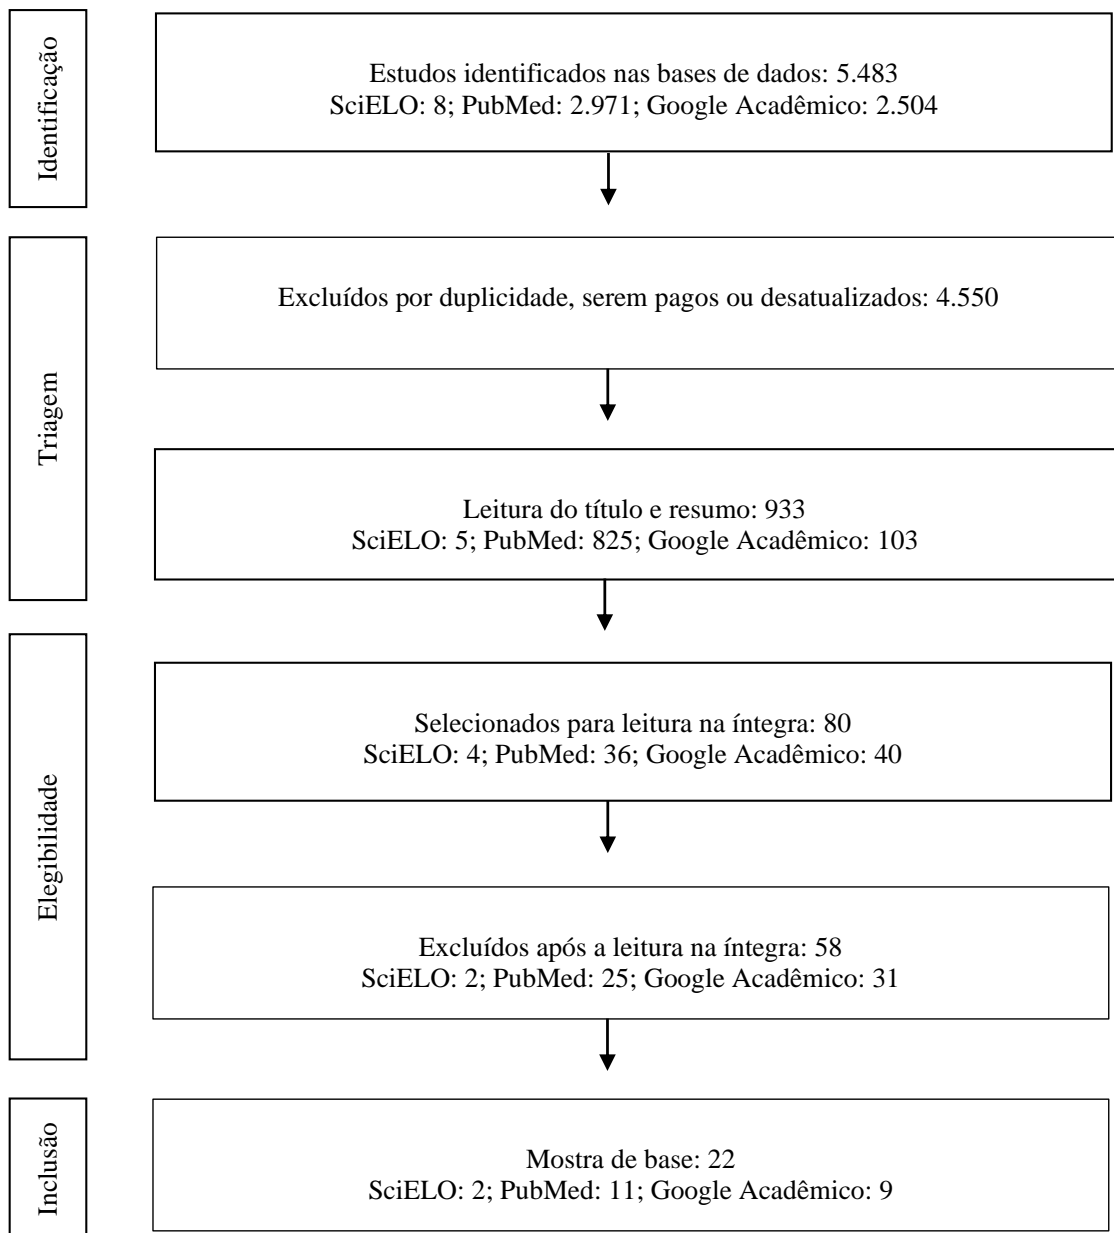 Identificação
Estudos identificados nas bases de dados: 5.483
SciELO: 8; PubMed: 2.971; Google Acadêmico: 2.504
Triagem
Excluídos por duplicidade, serem pagos ou desatualizados: 4.550
Leitura do título e resumo: 933
SciELO: 5; PubMed: 825; Google Acadêmico: 103
Elegibilidade
Selecionados para leitura na íntegra: 80
SciELO: 4; PubMed: 36; Google Acadêmico: 40
Excluídos após a leitura na íntegra: 58
SciELO: 2; PubMed: 25; Google Acadêmico: 31
Inclusão
Mostra de base: 22
SciELO: 2; PubMed: 11; Google Acadêmico: 9